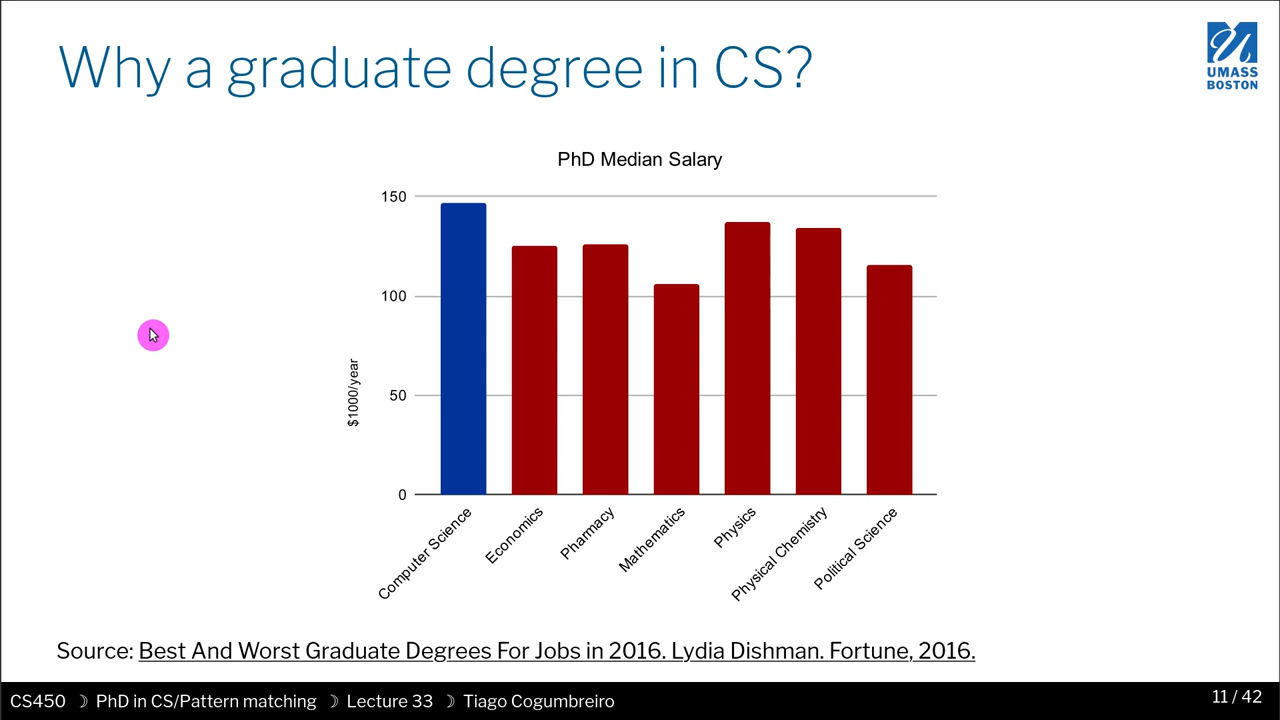 Why a graduate degree in CS?
UMASS
BOSTON
PhD Median Salary
150
100
50
0
$1000/year
Computer Science
Economics
Pharmacy
Mathematics
Physics
Physical Chemistry
Political Science
Source: Best And Worst Graduate Degrees For Jobs in 2016. Lydia Dishman. Fortune, 2016.
CS450 ☽ PhD in CS/Pattern matching ☽ Lecture 33 ☽ Tiago Cogumbreiro
11 / 42